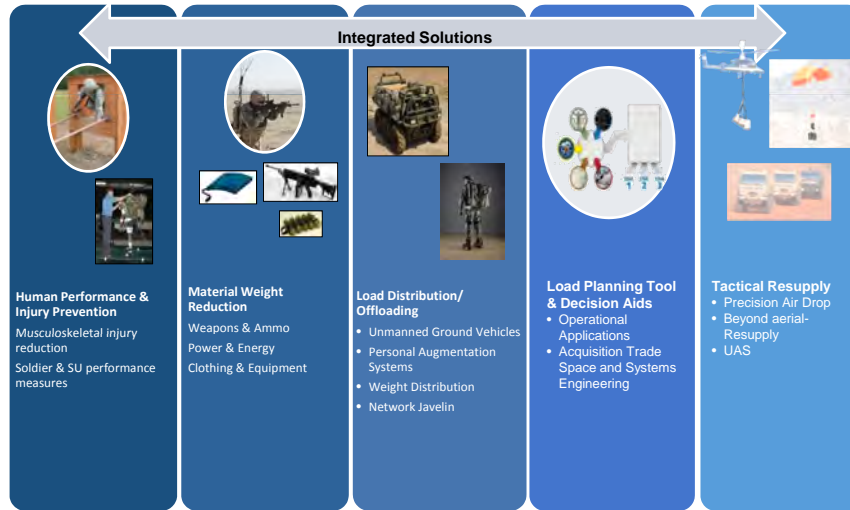 Integrated Solutions
Human Performance &
Injury Prevention
Musculoskeletal injury
reduction
Soldier & SU performance
measures
Material Weight
Reduction
Weapons & Ammo
Power & Energy
Clothing & Equipment
Load Distribution/
Offloading
• Unmanned Ground Vehicles
• Personal Augmentation
Systems
• Weight Distribution
• Network Javelin
Load Planning Tool
& Decision Aids
• Operational
Applications
• Acquisition Trade
Space and Systems
Engineering
Tactical Resupply
• Precision Air Drop
• Beyond aerial-
Resupply
• UAS